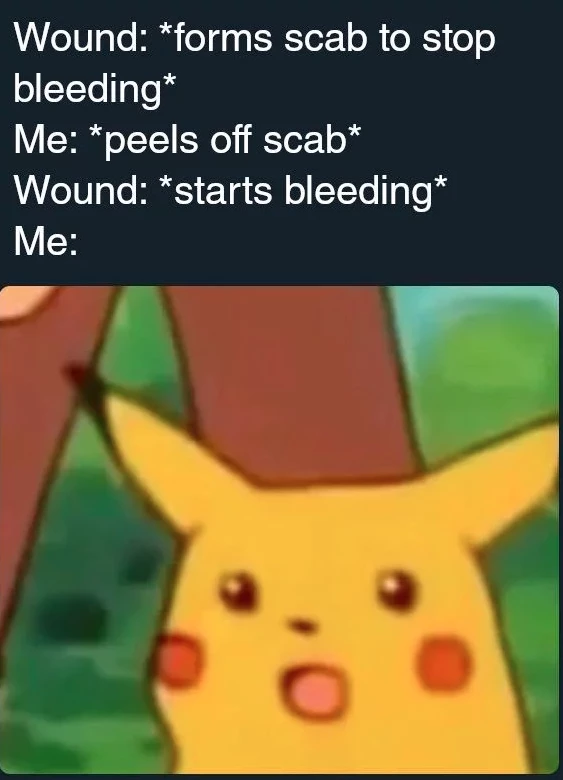 Wound: *forms scab to stop
bleeding*
Me: *peels off scab*
Wound: *starts bleeding*
Me: